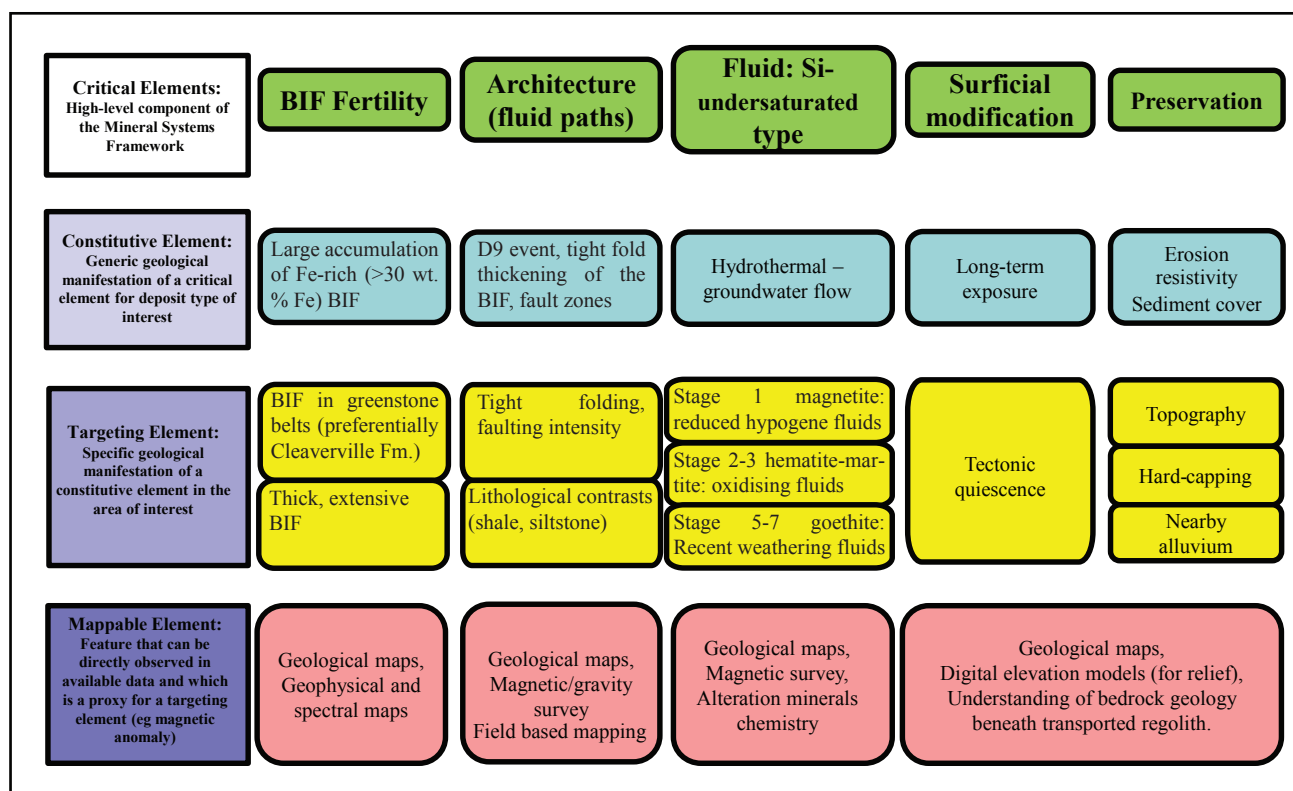 Critical Elements:
High-level component of
the Mineral Systems
Framework
BIF Fertility
Architecture
(fluid paths)
Fluid: Si-
undersaturated
type
Surficial
modification
Preservation
Constitutive Element:
Generic geological
manifestation of a critical
element for deposit type of
interest
Large accumulation
of Fe-rich (>30 wt.
% Fe) BIF
D9 event, tight fold
thickening of the
BIF, fault zones
Hydrothermal –
groundwater flow
Long-term
exposure
Erosion
resistivity
Sediment cover
Targeting Element:
Specific geological
manifestation of a
constitutive element in the
area of interest
BIF in greenstone
belts (preferentially
Cleaverville Fm.)
Thick, extensive
BIF
Tight folding,
faulting intensity
Lithological contrasts
(shale, siltstone)
Stage 1 magnetite:
reduced hypogene fluids
Stage 2-3 hematite-mar-
tite: oxidising fluids
Stage 5-7 goethite:
Recent weathering fluids
Tectonic
quiescence
Topography
Hard-capping
Nearby
alluvium
Mappable Element:
Feature that can be
directly observed in
available data and which
is a proxy for a targeting
element (eg magnetic
anomaly)
Geological maps,
Geophysical and
spectral maps
Geological maps,
Magnetic/gravity
survey
Field based mapping
Geological maps,
Magnetic survey,
Alteration minerals
chemistry
Geological maps,
Digital elevation models (for relief),
Understanding of bedrock geology
beneath transported regolith.